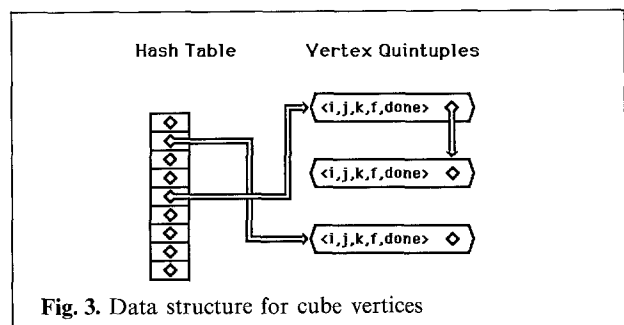 Hash Table Vertex Quintuples
<i,j,k,f,done>
<i,j,k,f,done>
<i,j,k,f,done>
Fig. 3. Data structure for cube vertices